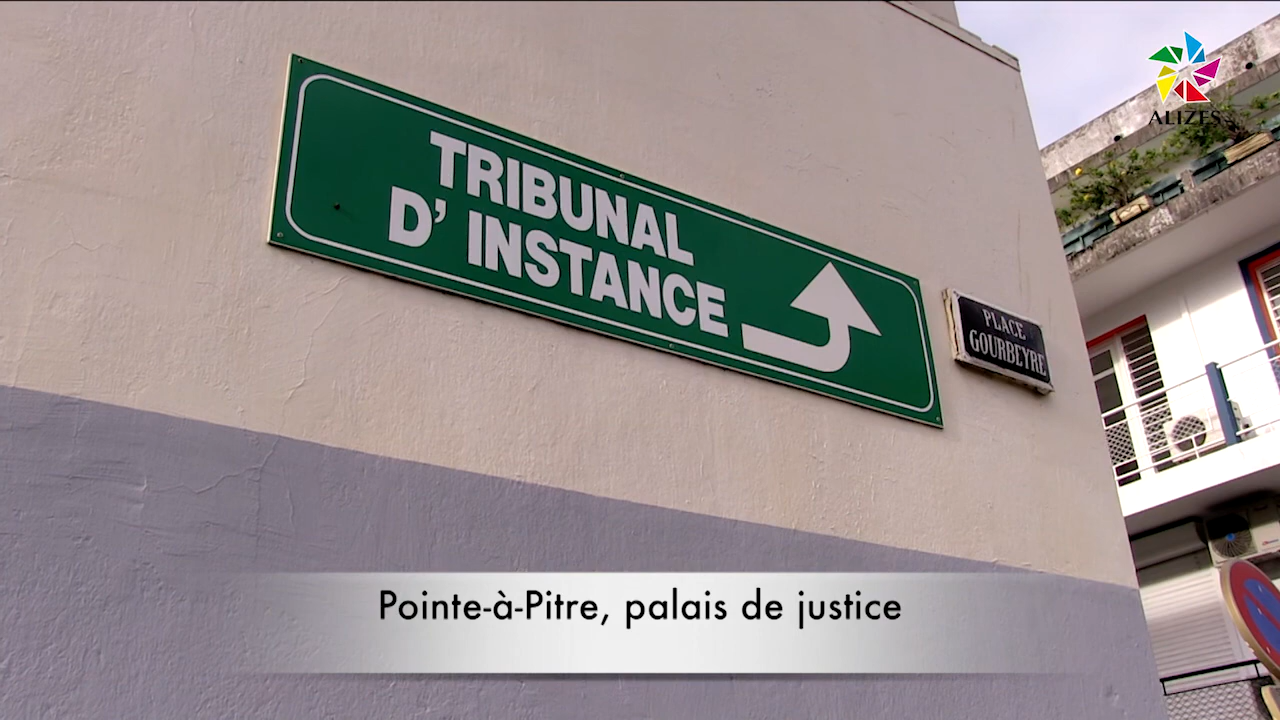 ALIZES
TRIBUNAL
D' INSTANCE
PLACE
GOURBEYRE
Pointe-à-Pitre, palais de justice